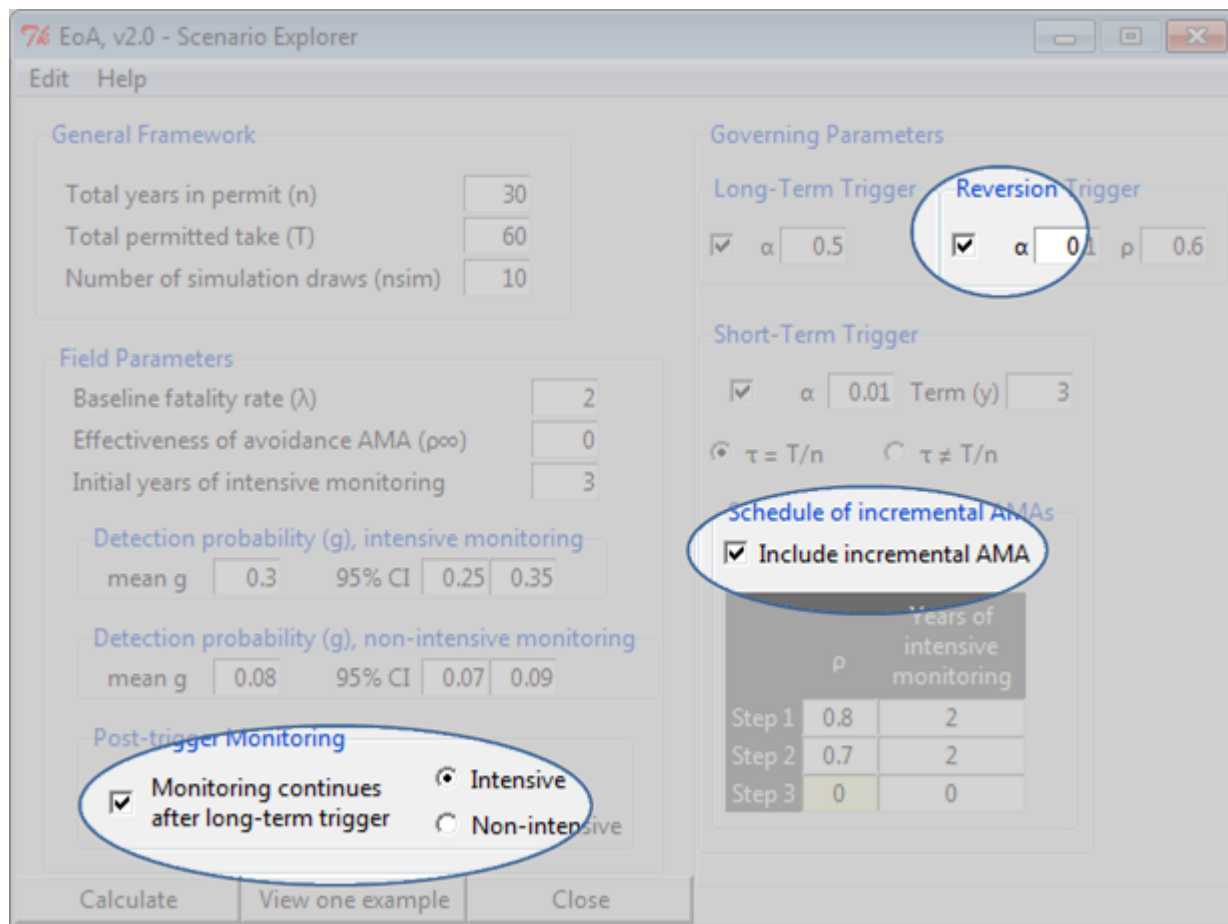 EoA, v2.0 - Scenario Explorer
Edit Help
General Framework
Total years in permit (n) 30
Total permitted take (T) 60
Number of simulation draws (nsim) 10
Field Parameters
Baseline fatality rate (λ) 2
Effectiveness of avoidance AMA (ρ∞) 0
Initial years of intensive monitoring 3
Detection probability (g), intensive monitoring
mean g 0.3 95% CI 0.25 0.35
Detection probability (g), non-intensive monitoring
mean g 0.08 95% CI 0.07 0.09
Post-trigger Monitoring
Monitoring continues
after long-term trigger
Intensive
Non-intensive
Governing Parameters
Long-Term Trigger
α 0.5
Reversion Trigger
α 0.1 ρ 0.6
Short-Term Trigger
α 0.01 Term (y) 3
τ = T/n τ ≠ T/n
Schedule of incremental AMAs
Include incremental AMA
ρ
Years of
intensive
monitoring
Step 1 0.8 2
Step 2 0.7 2
Step 3 0 0
Calculate View one example Close